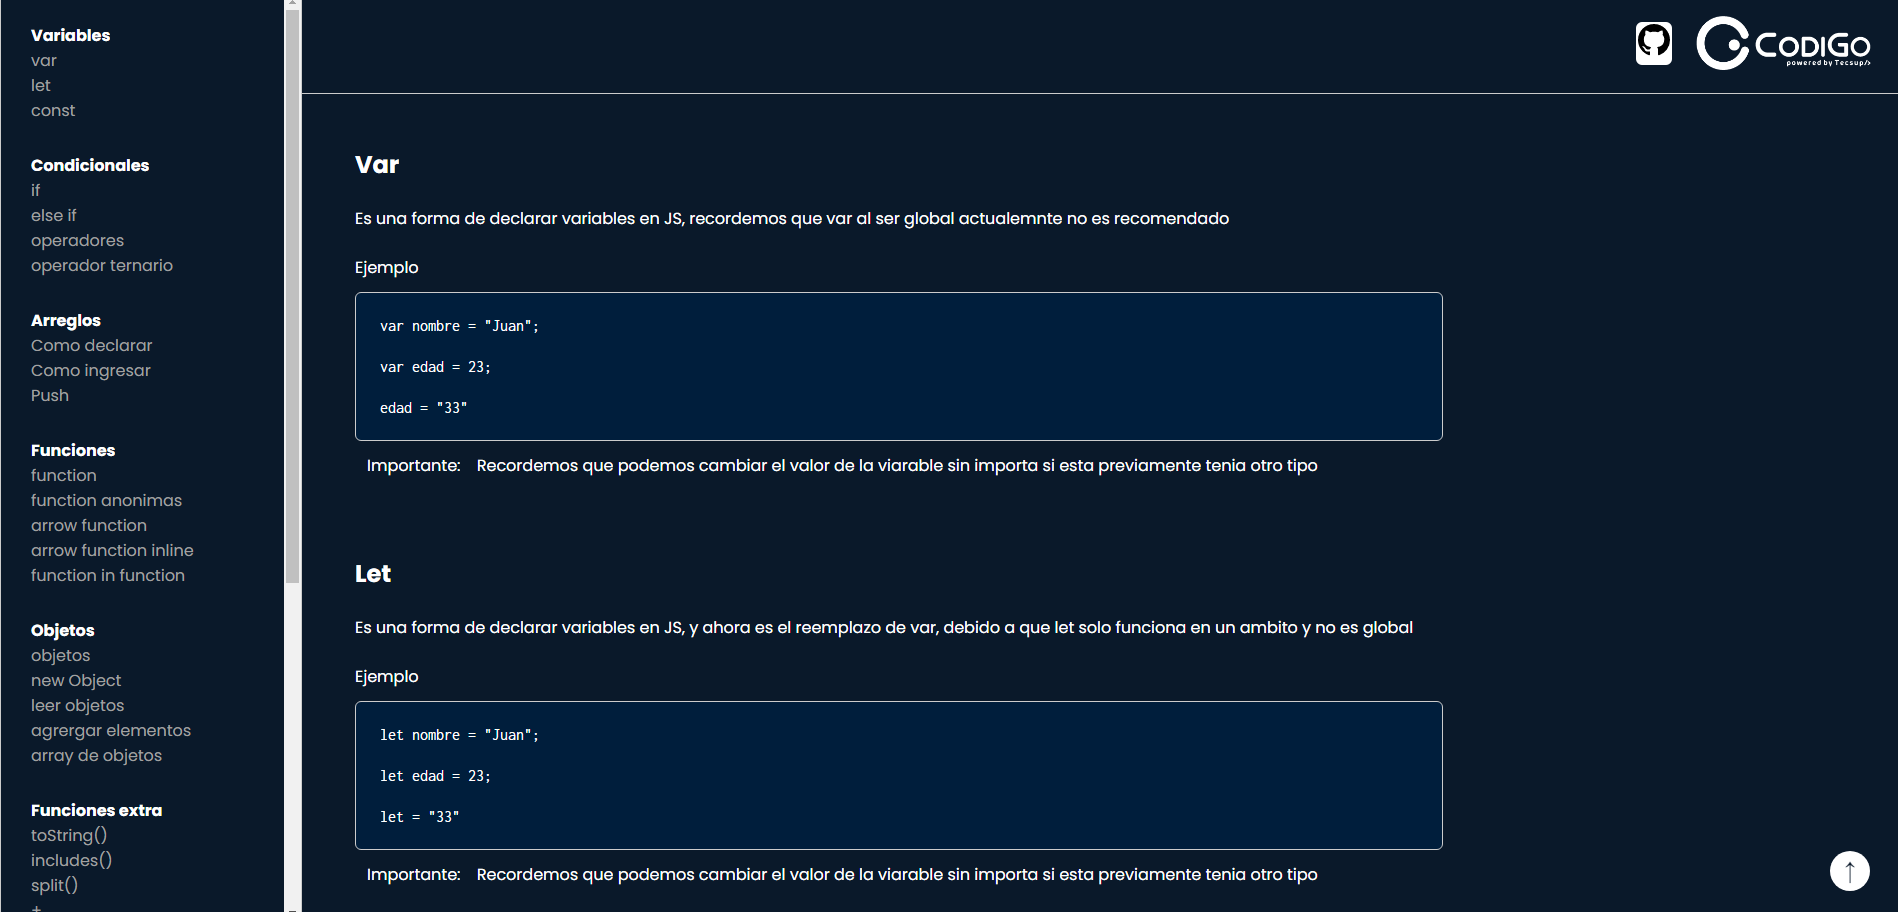 Variables
var
let
const
Condicionales
if
else if
operadores
operador ternario
Arreglos
Como declarar
Como ingresar
Push
Funciones
function
function anonimas
arrow function
arrow function inline
function in function
Objetos
objetos
new Object
leer objetos
agrergar elementos
array de objetos
Funciones extra
toString()
includes()
split()
CODIGO
powered by Tecsup/>
Var
Es una forma de declarar variables en JS, recordemos que var al ser global actualemnte no es recomendado
Ejemplo
var nombre = "Juan";
var edad = 23;
edad = "33"
Importante: Recordemos que podemos cambiar el valor de la viarable sin importa si esta previamente tenia otro tipo
Let
Es una forma de declarar variables en JS, y ahora es el reemplazo de var, debido a que let solo funciona en un ambito y no es global
Ejemplo
let nombre = "Juan";
let edad = 23;
let = "33"
Importante: Recordemos que podemos cambiar el valor de la viarable sin importa si esta previamente tenia otro tipo
↑